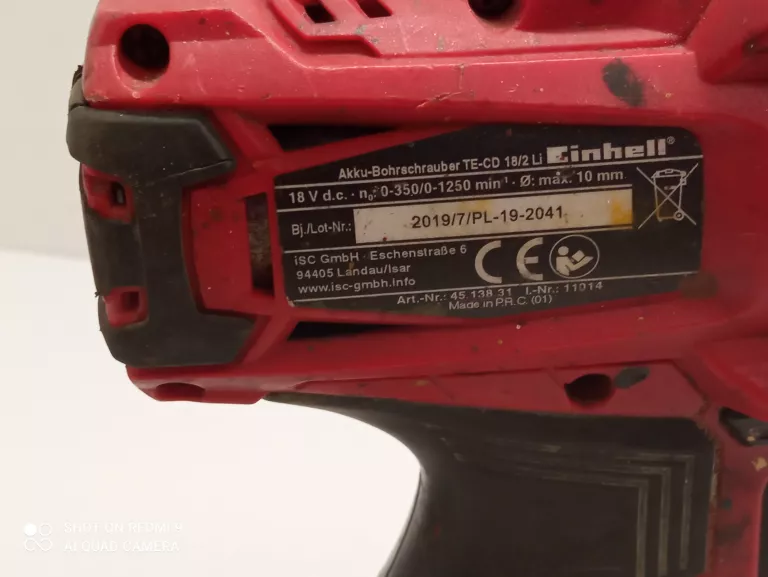 Akku-Bohrschrauber TE-CD 18/2 Li Einhell®
18 V d.c. · n₀: 0-350/0-1250 min⁻¹ · Ø: max. 10 mm
Bj./Lot-Nr.: 2019/7/PL-19-2041
iSC GmbH · Eschenstraße 6
94405 Landau/Isar
www.isc-gmbh.info
CE
Art.-Nr.: 45.138.31 I.-Nr.: 11014
Made in P.R.C. (01)
SHOT ON REDMI 9
AI QUAD CAMERA